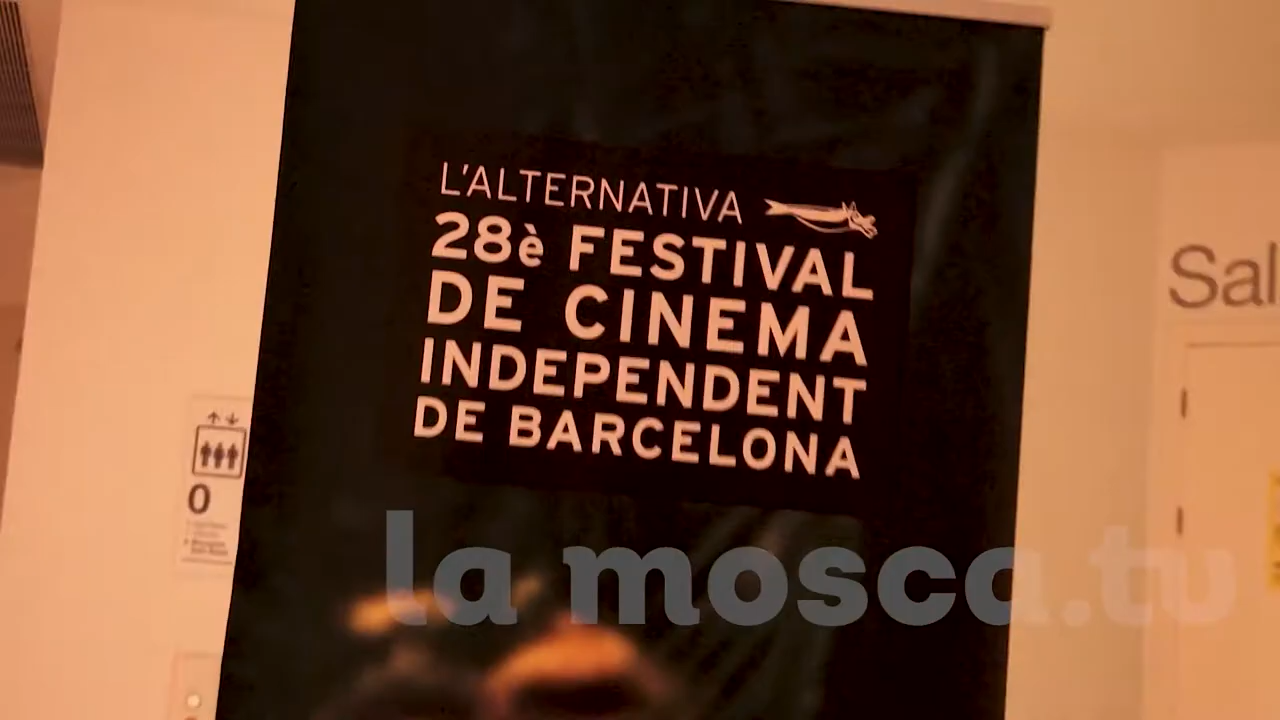 L'ALTERNATIVA
28è FESTIVAL
DE CINEMA
INDEPENDENT
DE BARCELONA
Sal
0
la mosca.tv